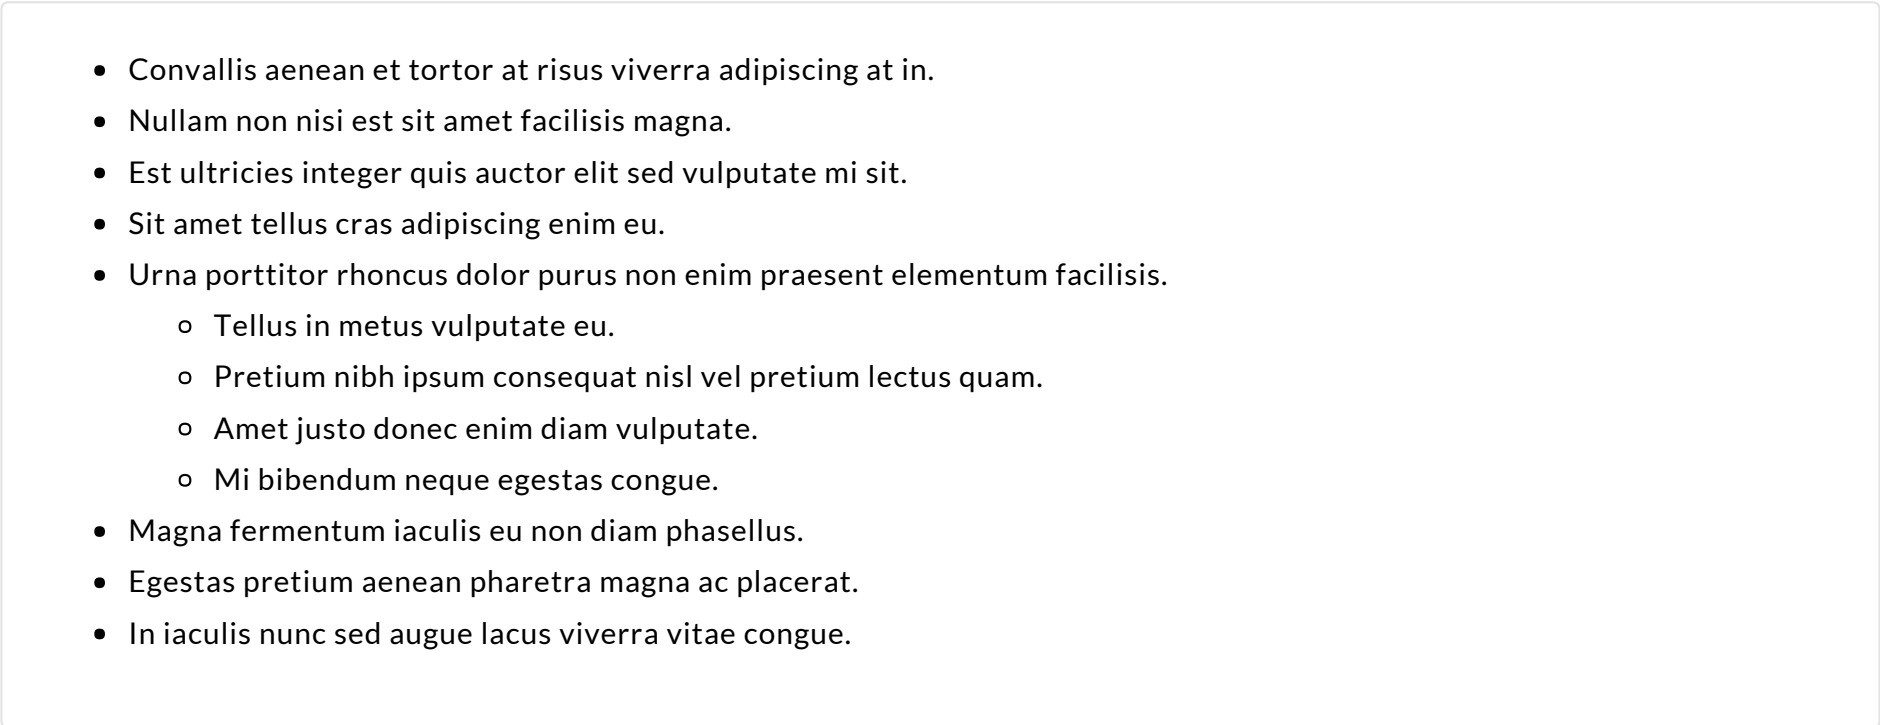 Convallis aenean et tortor at risus viverra adipiscing at in.
Nullam non nisi est sit amet facilisis magna.
Est ultricies integer quis auctor elit sed vulputate mi sit.
Sit amet tellus cras adipiscing enim eu.
Urna porttitor rhoncus dolor purus non enim praesent elementum facilisis.
Tellus in metus vulputate eu.
Pretium nibh ipsum consequat nisl vel pretium lectus quam.
Amet justo donec enim diam vulputate.
Mi bibendum neque egestas congue.
Magna fermentum iaculis eu non diam phasellus.
Egestas pretium aenean pharetra magna ac placerat.
In iaculis nunc sed augue lacus viverra vitae congue.